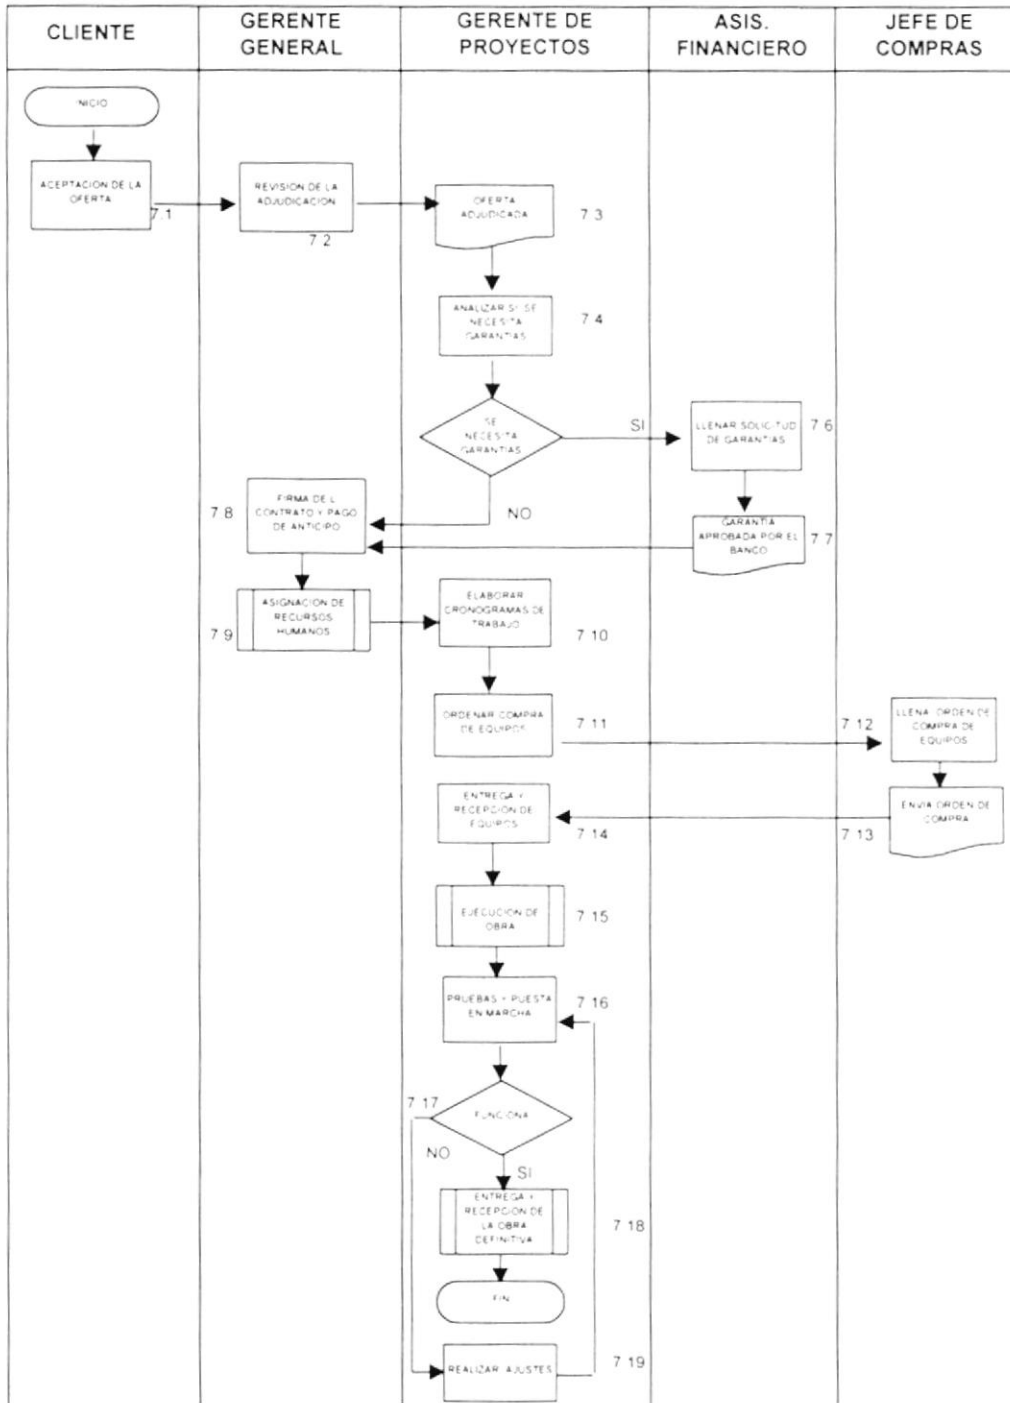 CLIENTE
GERENTE
GENERAL
GERENTE DE
PROYECTOS
ASIS.
FINANCIERO
JEFE DE
COMPRAS
INICIO
ACEPTACION DE LA
OFERTA
7.1
REVISION DE LA
ADJUDICACION
7 2
OFERTA
ADJUDICADA
7 3
ANALIZAR SI SE
NECESITA
GARANTIAS
7 4
SE
NECESITA
GARANTIAS
SI
NO
LLENAR SOLICITUD
DE GARANTIAS
7 6
GARANTIA
APROBADA POR EL
BANCO
7 7
7 8
FIRMA DE L
CONTRATO Y PAGO
DE ANTICIPO
7 9
ASIGNACION DE
RECURSOS
HUMANOS
ELABORAR
CRONOGRAMAS DE
TRABAJO
7 10
ORDENAR COMPRA
DE EQUIPOS
7 11
7 12
LLENA ORDEN DE
COMPRA DE
EQUIPOS
ENVIA ORDEN DE
COMPRA
7 13
ENTREGA Y
RECEPCION DE
EQUIPOS
7 14
EJECUCION DE
OBRA
7 15
PRUEBAS Y PUESTA
EN MARCHA
7 16
7 17
FUNCIONA
NO
SI
ENTREGA Y
RECEPCION DE
LA OBRA
DEFINITIVA
7 18
FIN
REALIZAR AJUSTES
7 19